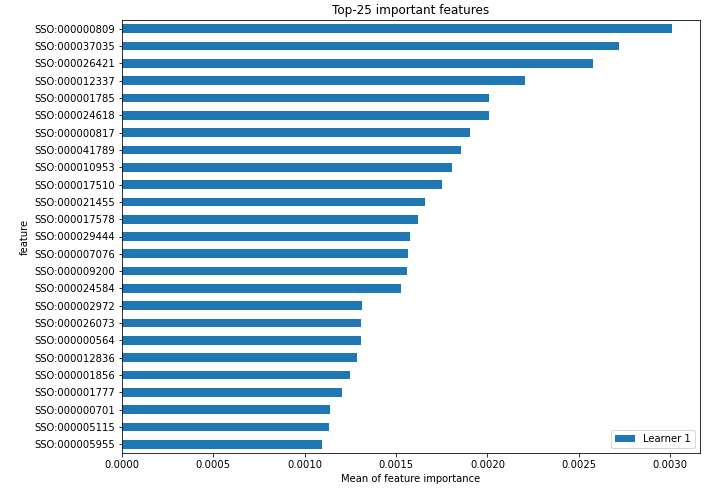 Top-25 important features
SSO:000000809
SSO:000037035
SSO:000026421
SSO:000012337
SSO:000001785
SSO:000024618
SSO:000000817
SSO:000041789
SSO:000010953
SSO:000017510
SSO:000021455
SSO:000017578
SSO:000029444
SSO:000007076
SSO:000009200
SSO:000024584
SSO:000002972
SSO:000026073
SSO:000000564
SSO:000012836
SSO:000001856
SSO:000001777
SSO:000000701
SSO:000005115
SSO:000005955
feature
Learner 1
0.0000 0.0005 0.0010 0.0015 0.0020 0.0025 0.0030
Mean of feature importance